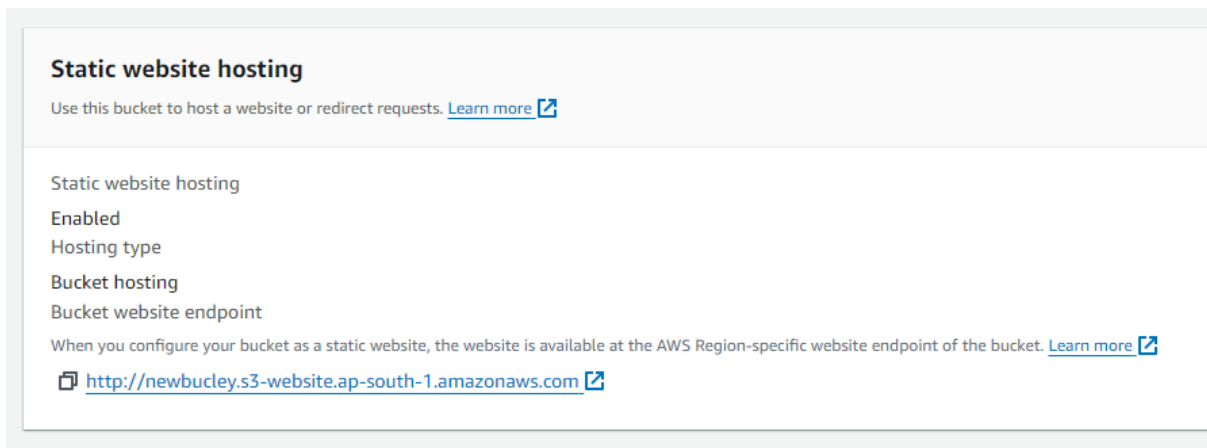 Static website hosting
Use this bucket to host a website or redirect requests. Learn more
Static website hosting
Enabled
Hosting type
Bucket hosting
Bucket website endpoint
When you configure your bucket as a static website, the website is available at the AWS Region-specific website endpoint of the bucket. Learn more
http://newbucley.s3-website.ap-south-1.amazonaws.com